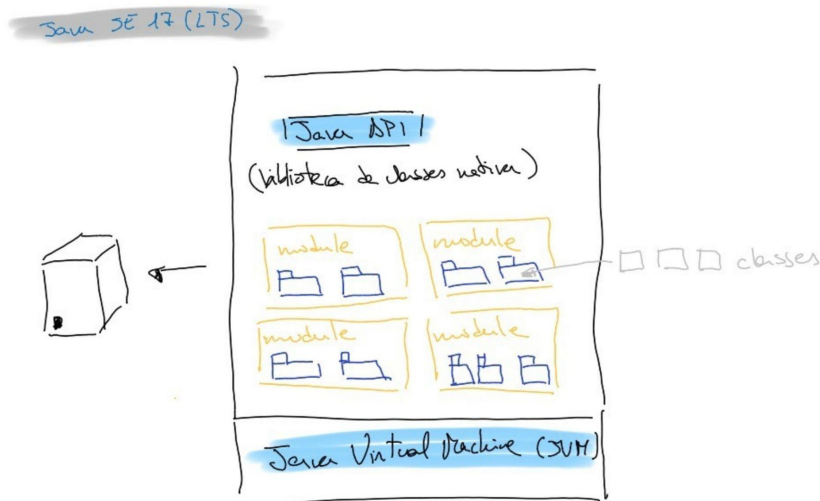 Java SE 17 (LTS)
Java API
(biblioteca de classes nativa)
module
module
classes
module
module
Java Virtual Machine (JVM)